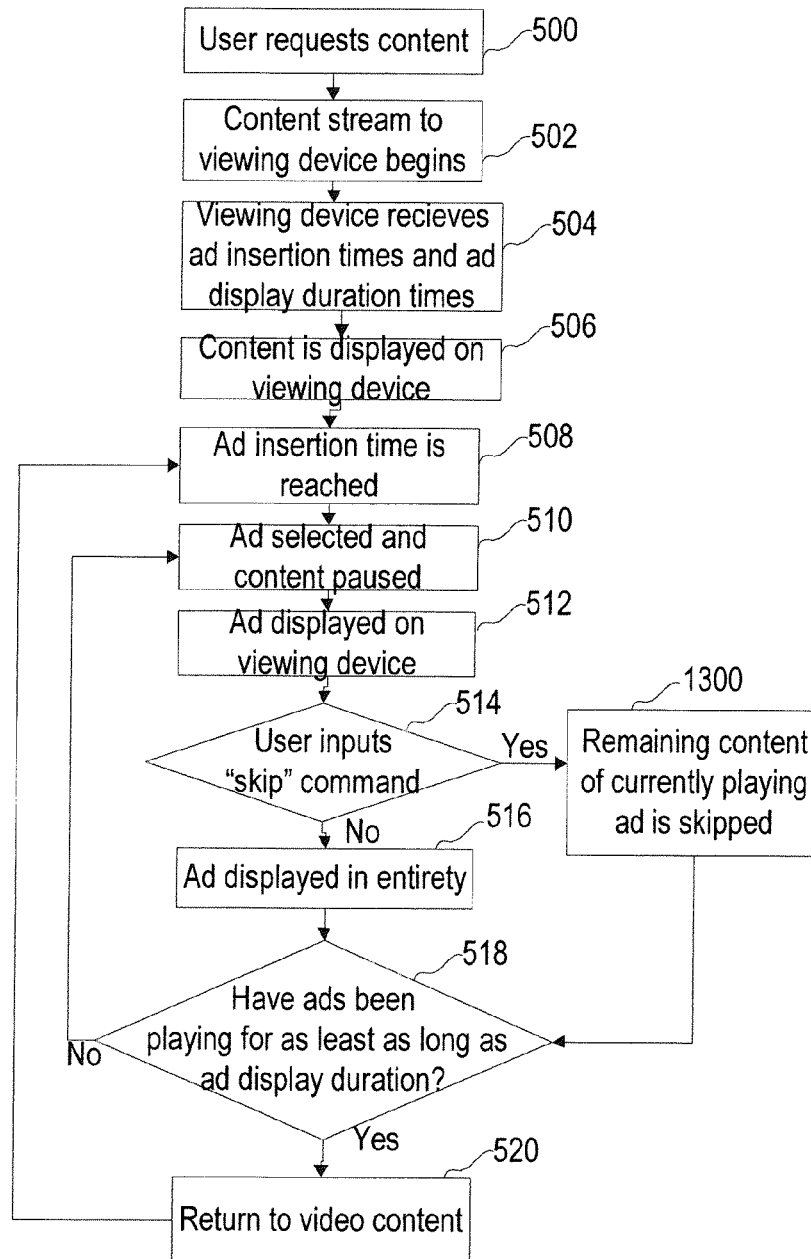 User requests content
500
Content stream to
viewing device begins
502
Viewing device recieves
ad insertion times and ad
display duration times
504
Content is displayed on
viewing device
506
Ad insertion time is
reached
508
Ad selected and
content paused
510
Ad displayed on
viewing device
512
User inputs
“skip” command
514
Yes
1300
Remaining content
of currently playing
ad is skipped
No
516
Ad displayed in entirety
518
Have ads been
playing for as least as long as
ad display duration?
No
Yes
520
Return to video content